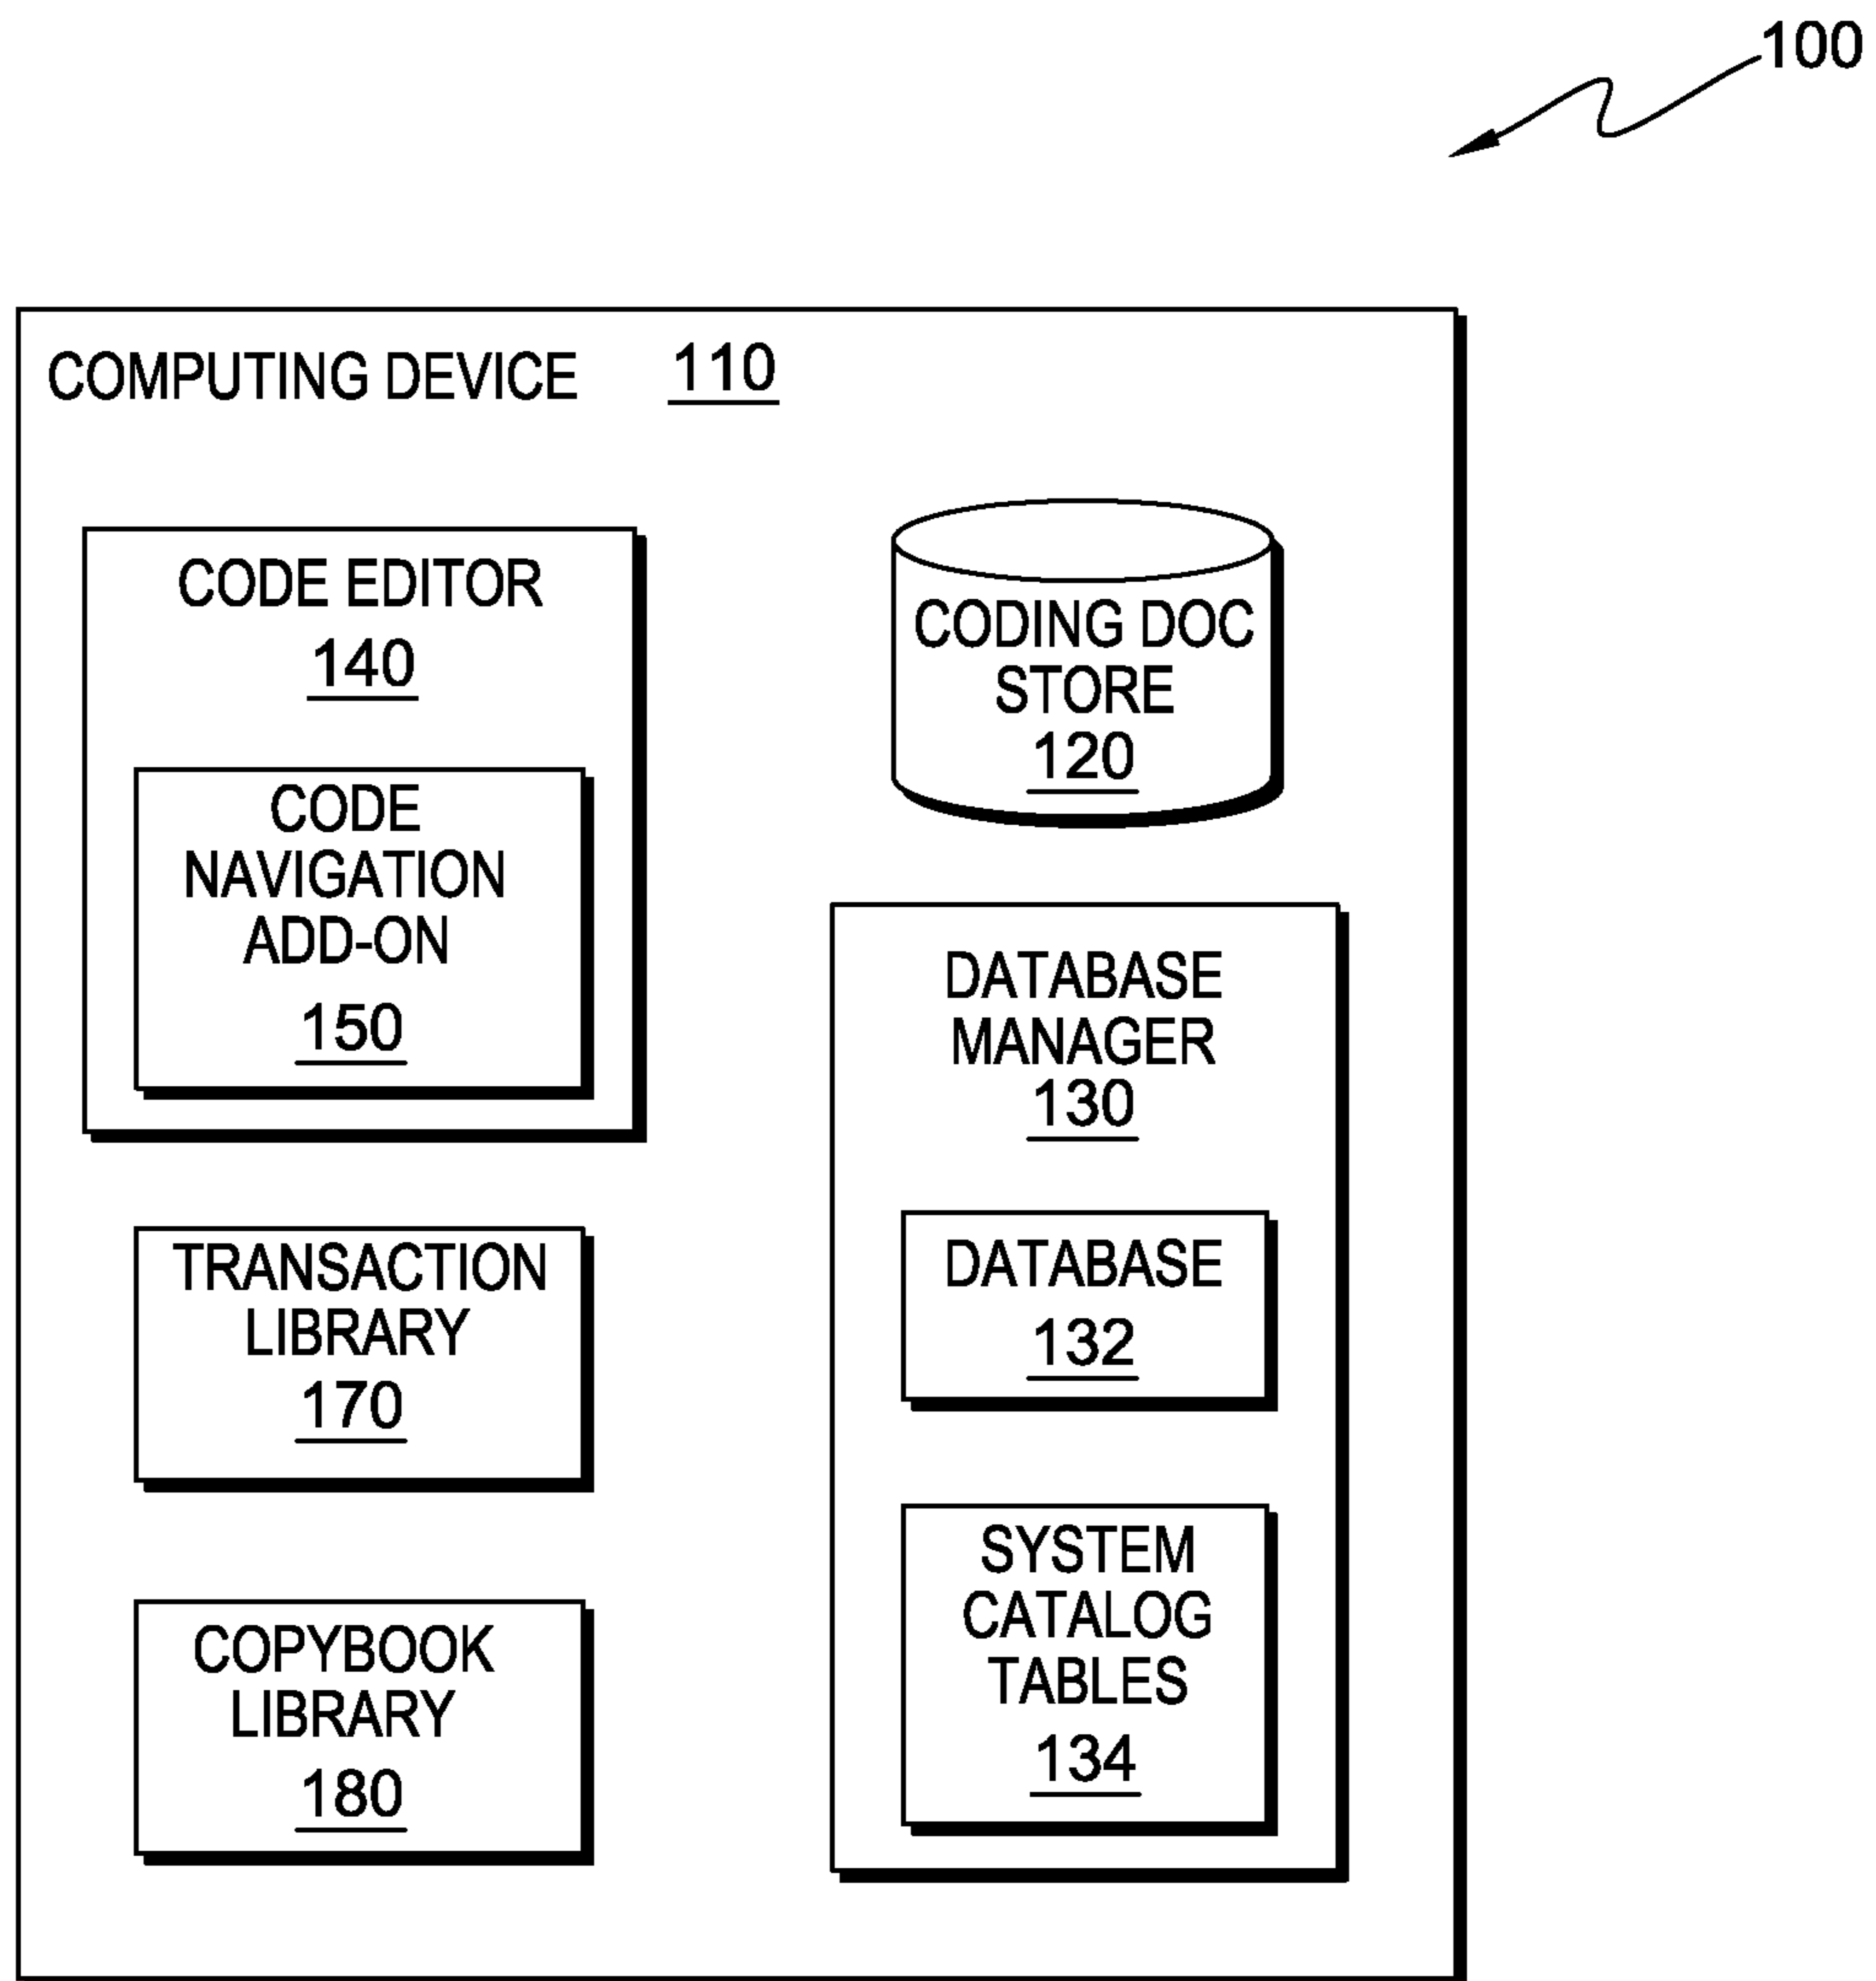 100
COMPUTING DEVICE 110
CODE EDITOR
140
CODE
NAVIGATION
ADD-ON
150
TRANSACTION
LIBRARY
170
COPYBOOK
LIBRARY
180
CODING DOC
STORE
120
DATABASE
MANAGER
130
DATABASE
132
SYSTEM
CATALOG
TABLES
134